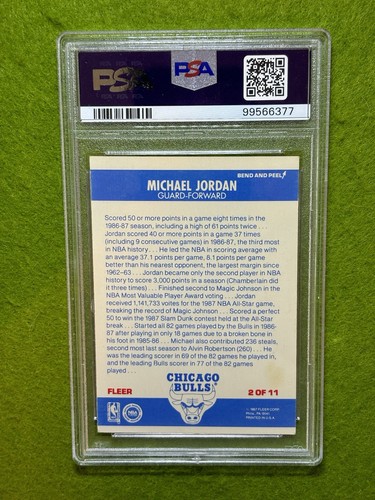 PSA
PSA
99566377
BEND AND PEEL
MICHAEL JORDAN
GUARD-FORWARD
Scored 50 or more points in a game eight times in the
1986-87 season, including a high of 61 points twice . . .
Jordan scored 40 or more points in a game 37 times
(including 9 consecutive games) in 1986-87, the third most
in NBA history . . . He led the NBA in scoring average with
an average 37.1 points per game, 8.1 points per game
better than his nearest opponent, the largest margin since
1962–63 . . . Jordan became only the second player in NBA
history to score 3,000 points in a season (Chamberlain did
it three times) . . . Finished second to Magic Johnson in the
NBA Most Valuable Player Award voting . . . Jordan
received 1,141,733 votes for the 1987 NBA All-Star game,
breaking the record of Magic Johnson . . . Scored a perfect
50 to win the 1987 Slam Dunk contest held at the All-Star
break . . . Started all 82 games played by the Bulls in 1986-
87 after playing in only 18 games due to a broken bone in
his foot in 1985-86 . . . Michael also contributed 236 steals,
second most last season to Alvin Robertson (260) . . . He
was the leading scorer in 69 of the 82 games he played in,
and the leading Bulls scorer in 77 of the 82 games
played . . .
FLEER
CHICAGO
BULLS
2 OF 11
© 1987 FLEER CORP.
PHILA., PA. 19141
PRINTED IN U.S.A.